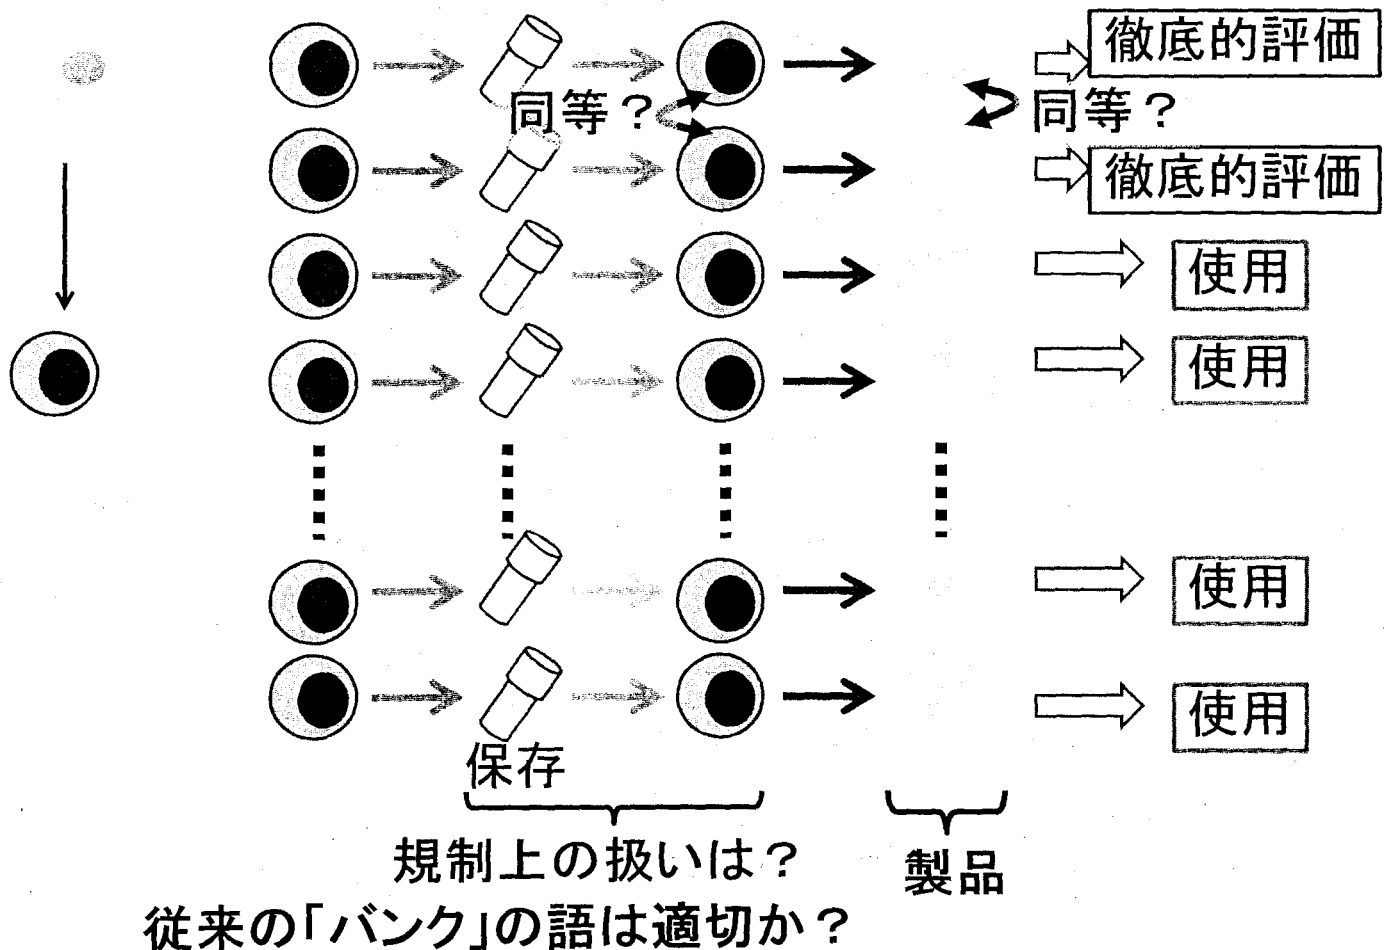 徹底的評価
同等？
同等？
徹底的評価
使用
使用
使用
使用
保存
規制上の扱いは？
製品
従来の「バンク」の語は適切か？